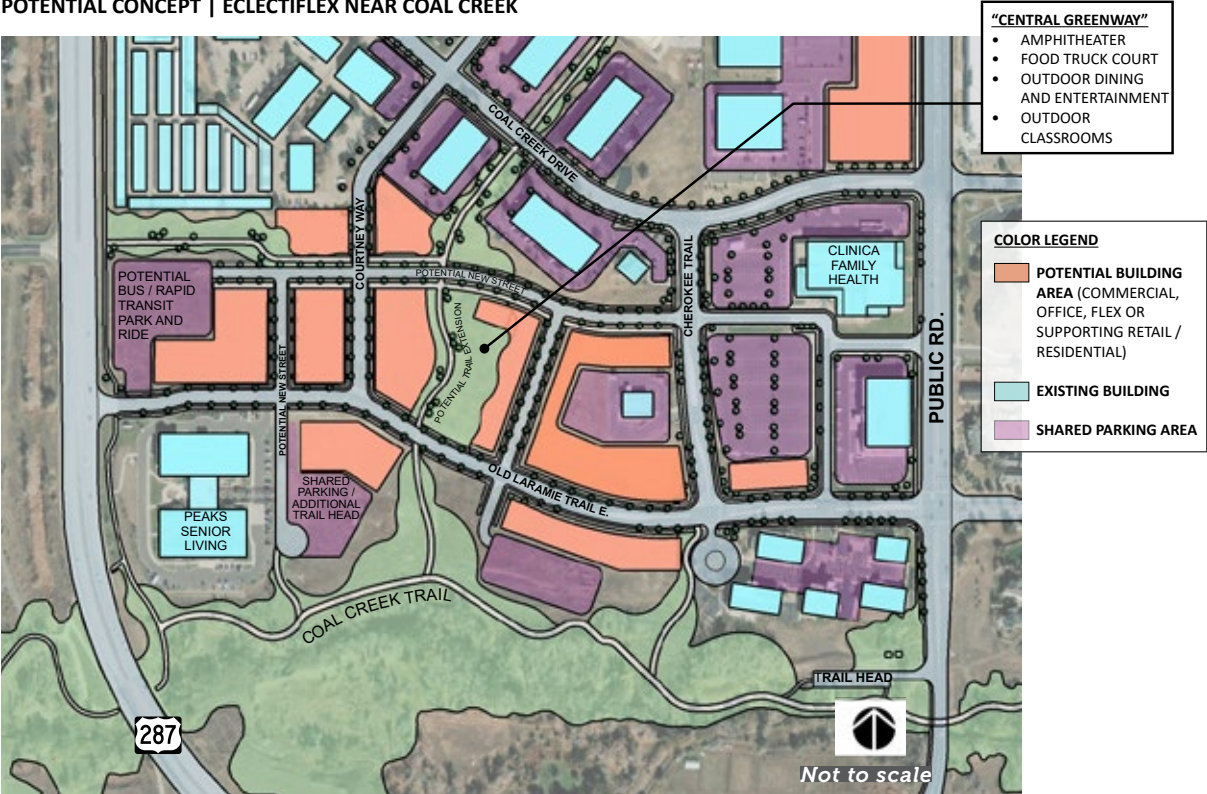 POTENTIAL CONCEPT | ECLECTIFLEX NEAR COAL CREEK
"CENTRAL GREENWAY"
• AMPHITHEATER
• FOOD TRUCK COURT
• OUTDOOR DINING
AND ENTERTAINMENT
• OUTDOOR
CLASSROOMS
COAL CREEK DRIVE
COURTNEY WAY
CHEROKEE TRAIL
CLINICA
FAMILY
HEALTH
COLOR LEGEND
POTENTIAL BUILDING
AREA (COMMERCIAL,
OFFICE, FLEX OR
SUPPORTING RETAIL /
RESIDENTIAL)
EXISTING BUILDING
SHARED PARKING AREA
POTENTIAL
BUS / RAPID
TRANSIT
PARK AND
RIDE
POTENTIAL NEW STREET
POTENTIAL TRAIL EXTENSION
PUBLIC RD.
POTENTIAL NEW STREET
OLD LARAMIE TRAIL E.
SHARED
PARKING /
ADDITIONAL
TRAIL HEAD
PEAKS
SENIOR
LIVING
COAL CREEK TRAIL
TRAIL HEAD
287
Not to scale